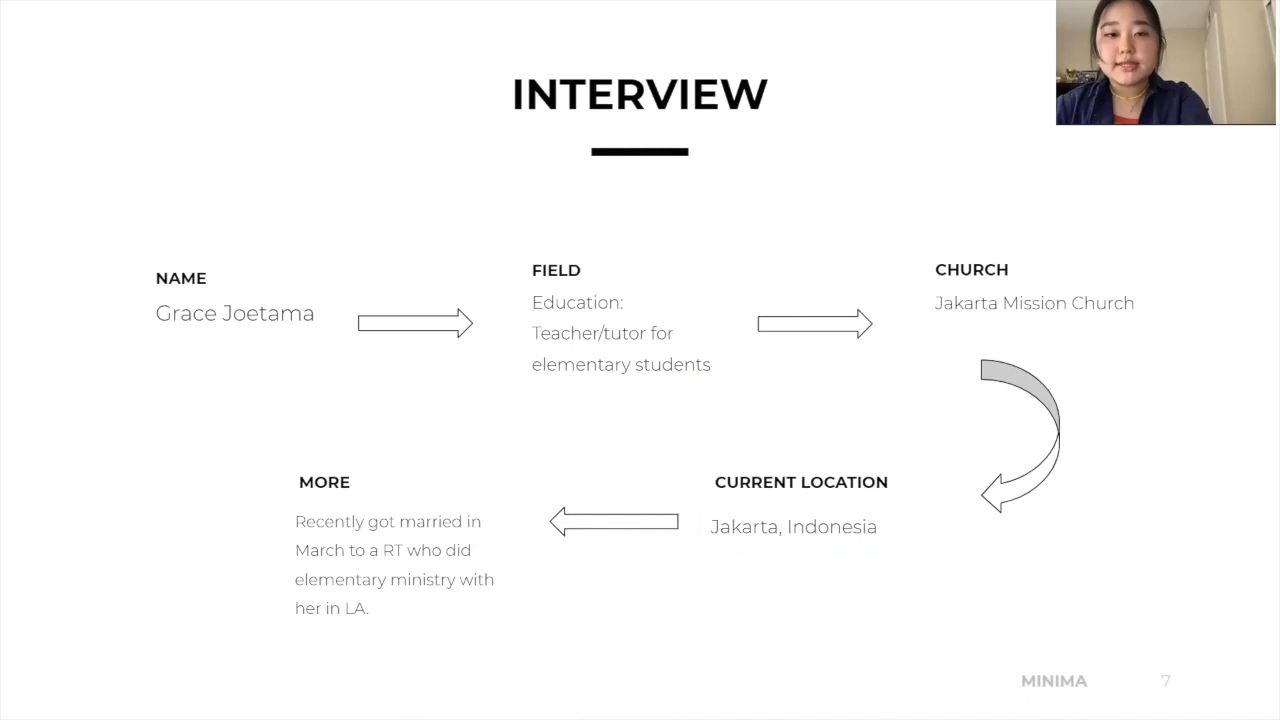 INTERVIEW
NAME
Grace Joetama
FIELD
Education:
Teacher/tutor for
elementary students
CHURCH
Jakarta Mission Church
MORE
Recently got married in
March to a RT who did
elementary ministry with
her in LA.
CURRENT LOCATION
Jakarta, Indonesia
MINIMA
7